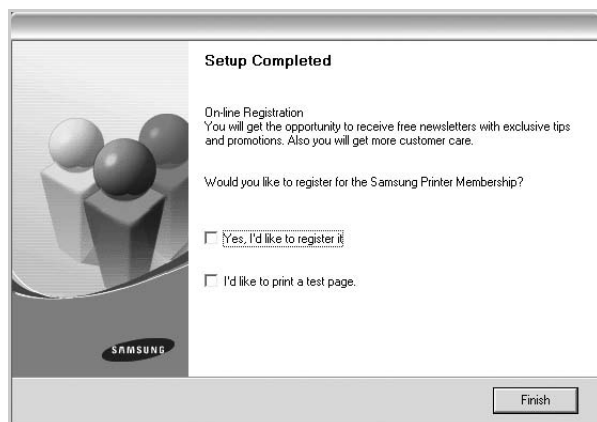 Setup Completed
On-line Registration
You will get the opportunity to receive free newsletters with exclusive tips
and promotions. Also you will get more customer care.
Would you like to register for the Samsung Printer Membership?
Yes, I'd like to register it
I'd like to print a test page.
SAMSUNG
Finish